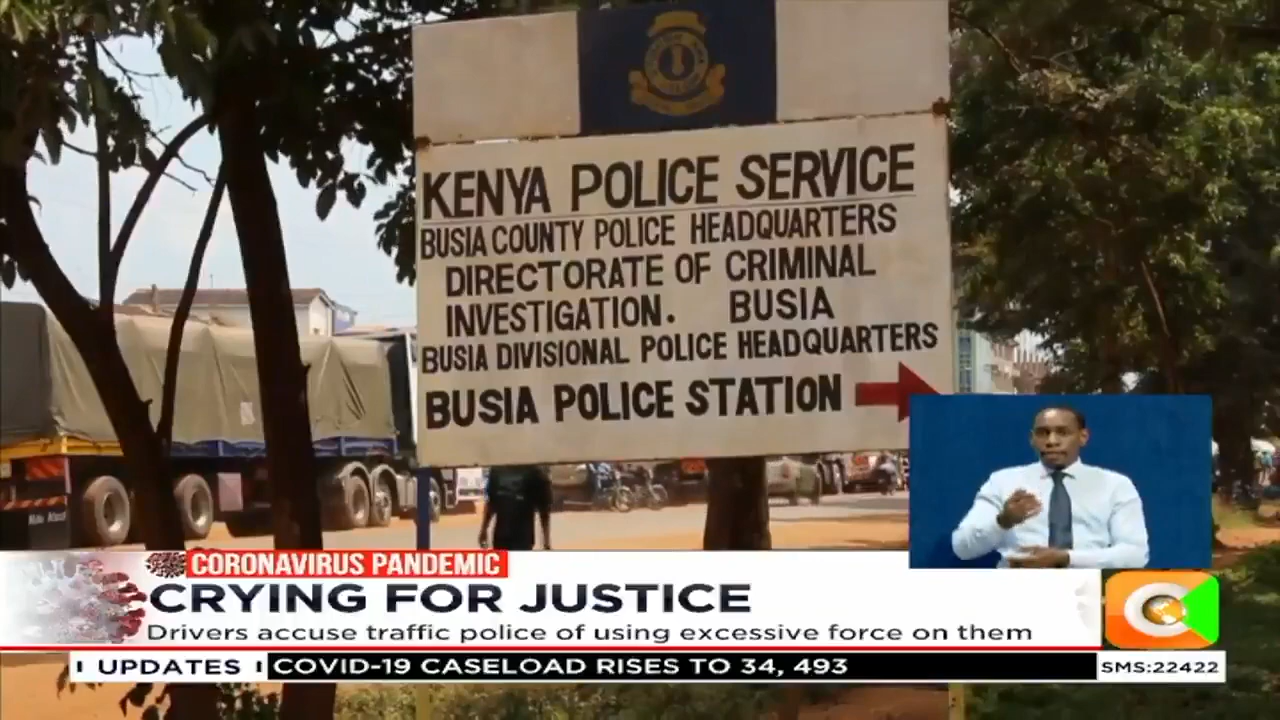 KENYA POLICE SERVICE
BUSIA COUNTY POLICE HEADQUARTERS
DIRECTORATE OF CRIMINAL
INVESTIGATION. BUSIA
BUSIA DIVISIONAL POLICE HEADQUARTERS
BUSIA POLICE STATION
CORONAVIRUS PANDEMIC
CRYING FOR JUSTICE
Drivers accuse traffic police of using excessive force on them
UPDATES
COVID-19 CASELOAD RISES TO 34, 493
SMS:22422